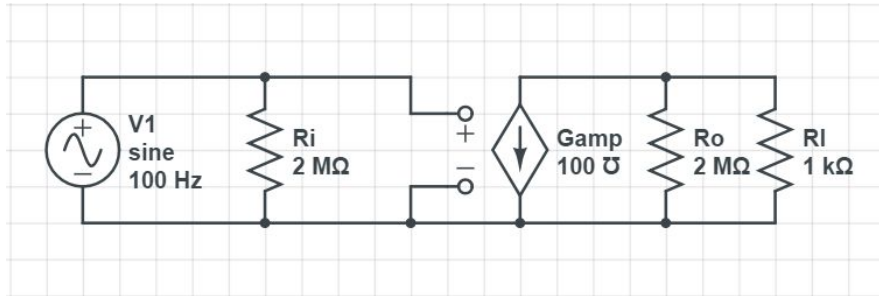 V1
sine
100 Hz
Ri
2 MΩ
Gamp
100 ℧
Ro
2 MΩ
Rl
1 kΩ